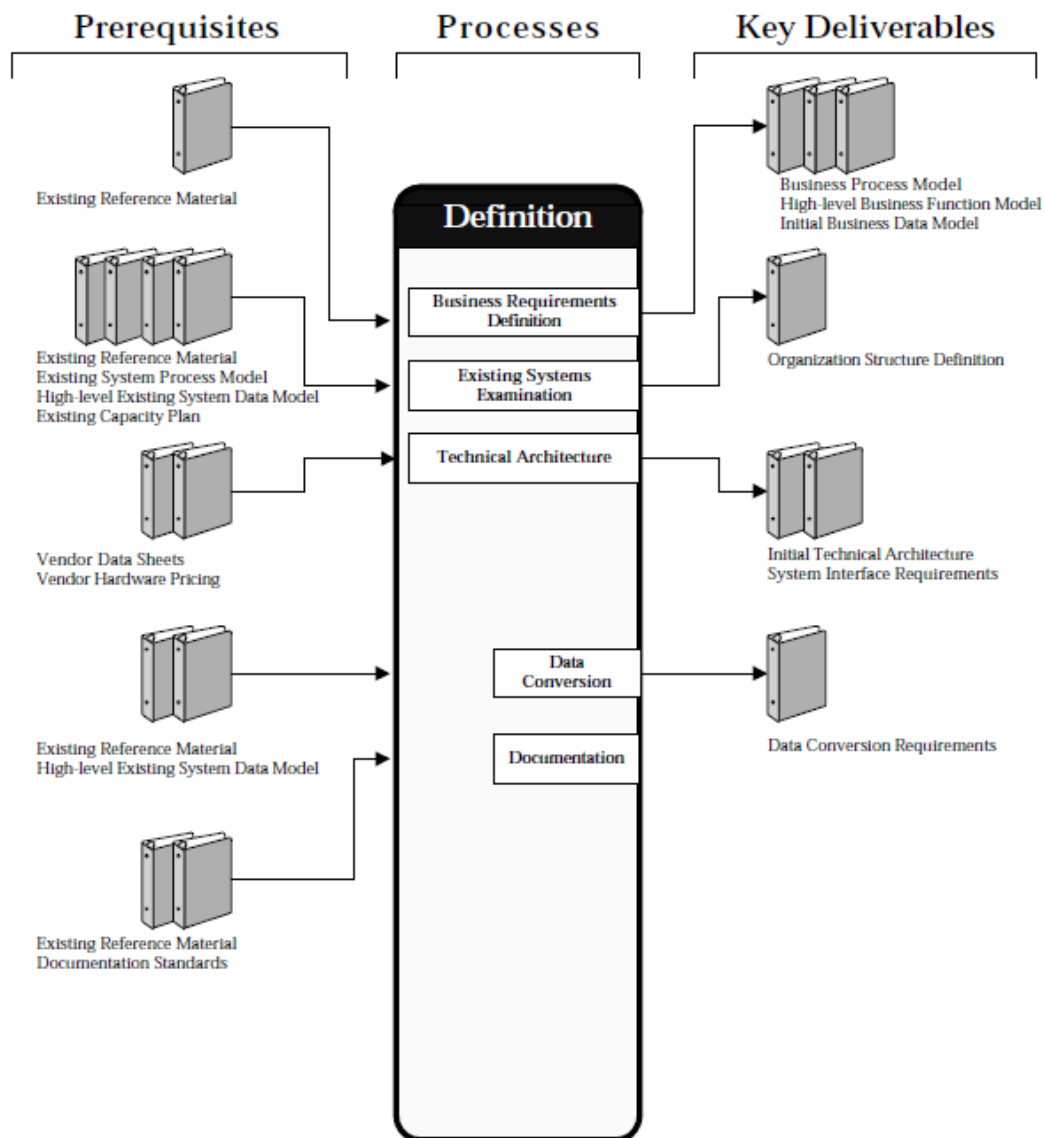 Prerequisites
Processes
Key Deliverables
Existing Reference Material
Existing Reference Material
Existing System Process Model
High-level Existing System Data Model
Existing Capacity Plan
Vendor Data Sheets
Vendor Hardware Pricing
Existing Reference Material
High-level Existing System Data Model
Existing Reference Material
Documentation Standards
Definition
Business Requirements
Definition
Existing Systems
Examination
Technical Architecture
Data
Conversion
Documentation
Business Process Model
High-level Business Function Model
Initial Business Data Model
Organization Structure Definition
Initial Technical Architecture
System Interface Requirements
Data Conversion Requirements